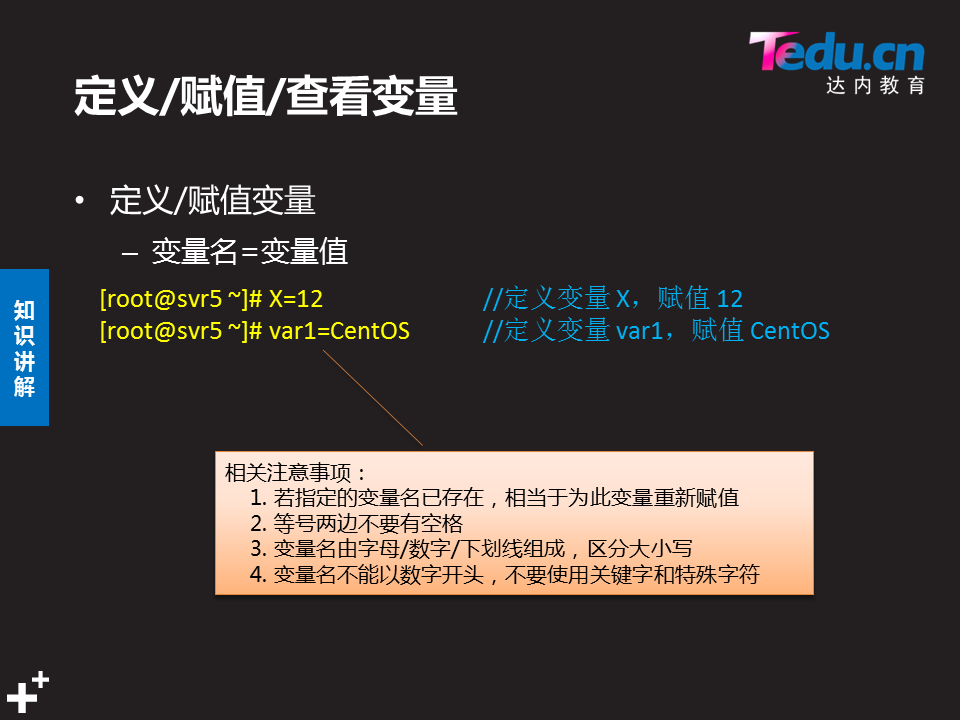 Tedu.cn
达内教育
定义/赋值/查看变量
• 定义/赋值变量
– 变量名=变量值
知识讲解
[root@svr5 ~]# X=12 //定义变量 X，赋值 12
[root@svr5 ~]# var1=CentOS //定义变量 var1，赋值 CentOS
相关注意事项：
1. 若指定的变量名已存在，相当于为此变量重新赋值
2. 等号两边不要有空格
3. 变量名由字母/数字/下划线组成，区分大小写
4. 变量名不能以数字开头，不要使用关键字和特殊字符